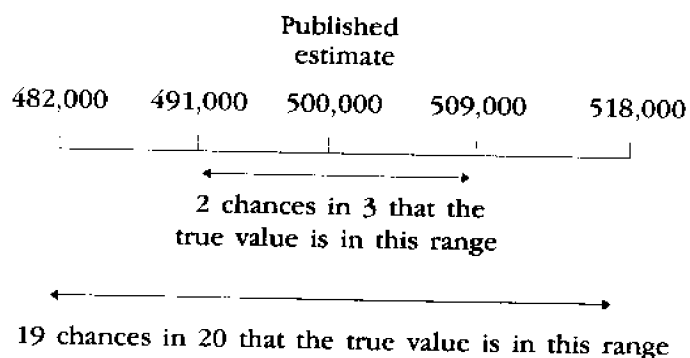 Published
estimate
482,000 491,000 500,000 509,000 518,000
2 chances in 3 that the
true value is in this range
19 chances in 20 that the true value is in this range